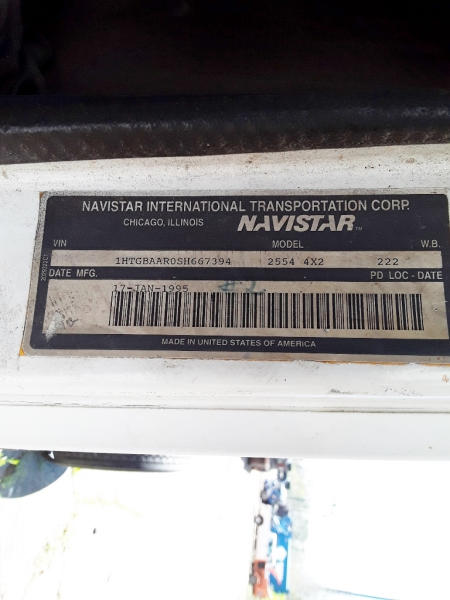 NAVISTAR INTERNATIONAL TRANSPORTATION CORP.
CHICAGO, ILLINOIS NAVISTAR™
VIN MODEL W.B.
1HTGBAAR0SH667394 2554 4X2 222
DATE MFG. PD LOC - DATE
17-JAN-1995
MADE IN UNITED STATES OF AMERICA